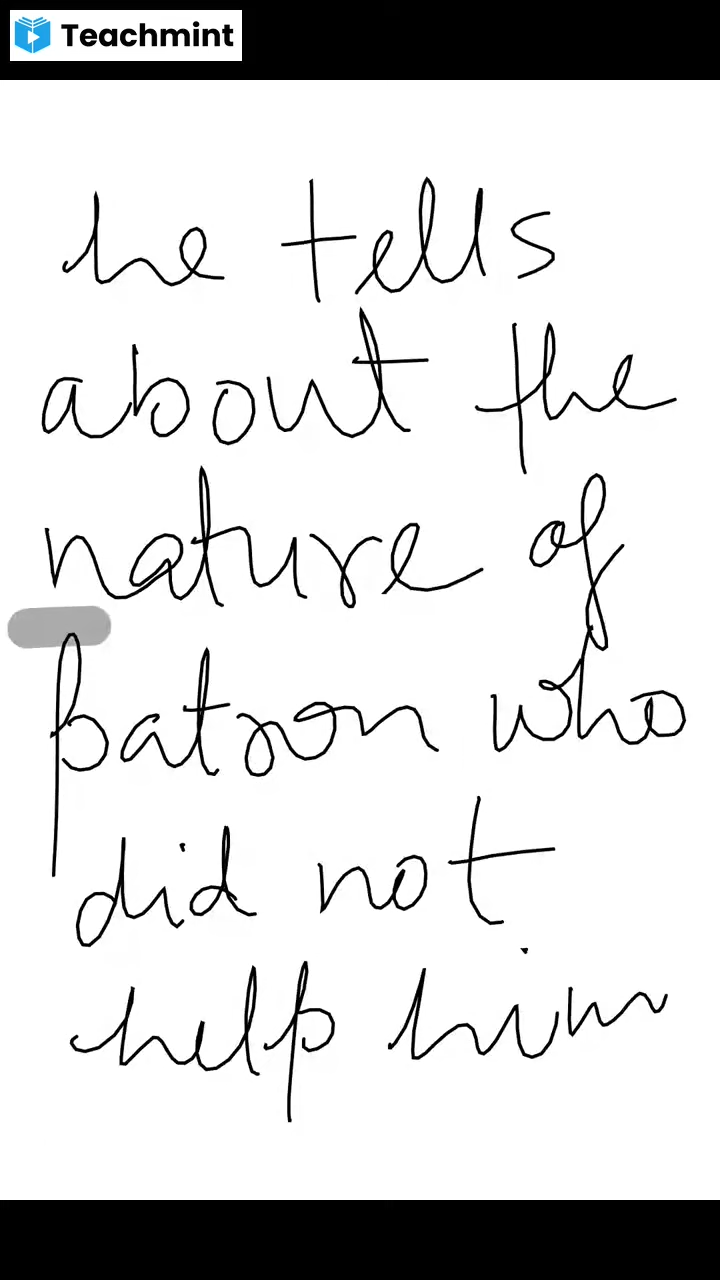 Teachmint
he tells
about the
nature of
patron who
did not
help him